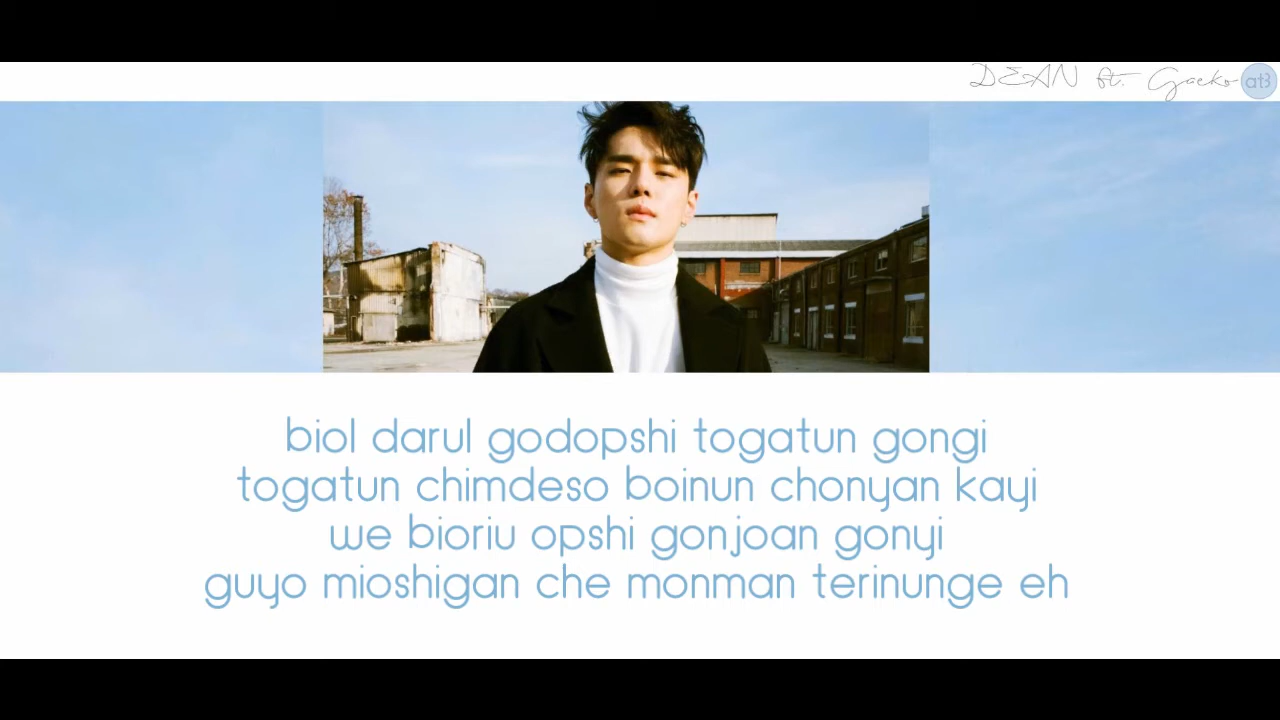 DEAN ft. Gaeko
at3
biol darul godopshi togatun gongi
togatun chimdeso boinun chonyan kayi
we bioriu opshi gonjoan gonyi
guyo mioshigan che monman terinunge eh